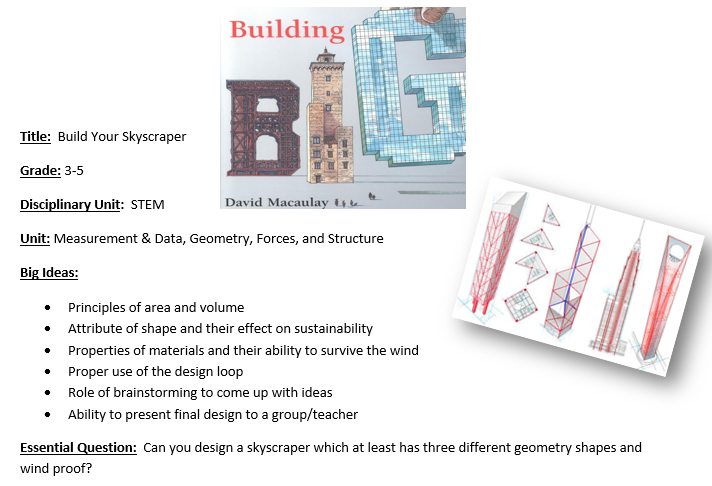 Building
BIG
David Macaulay
Title:  Build Your Skyscraper
Grade: 3-5
Disciplinary Unit:  STEM
Unit: Measurement & Data, Geometry, Forces, and Structure
Big Ideas:
• Principles of area and volume
• Attribute of shape and their effect on sustainability
• Properties of materials and their ability to survive the wind
• Proper use of the design loop
• Role of brainstorming to come up with ideas
• Ability to present final design to a group/teacher
Essential Question:  Can you design a skyscraper which at least has three different geometry shapes and
wind proof?